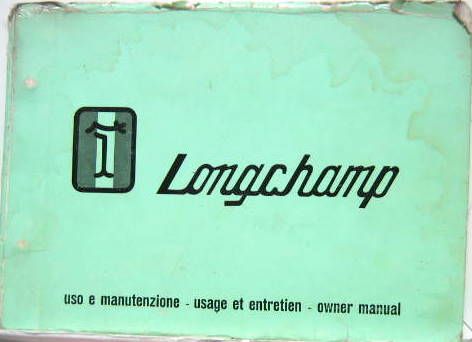 Longchamp
uso e manutenzione - usage et entretien - owner manual